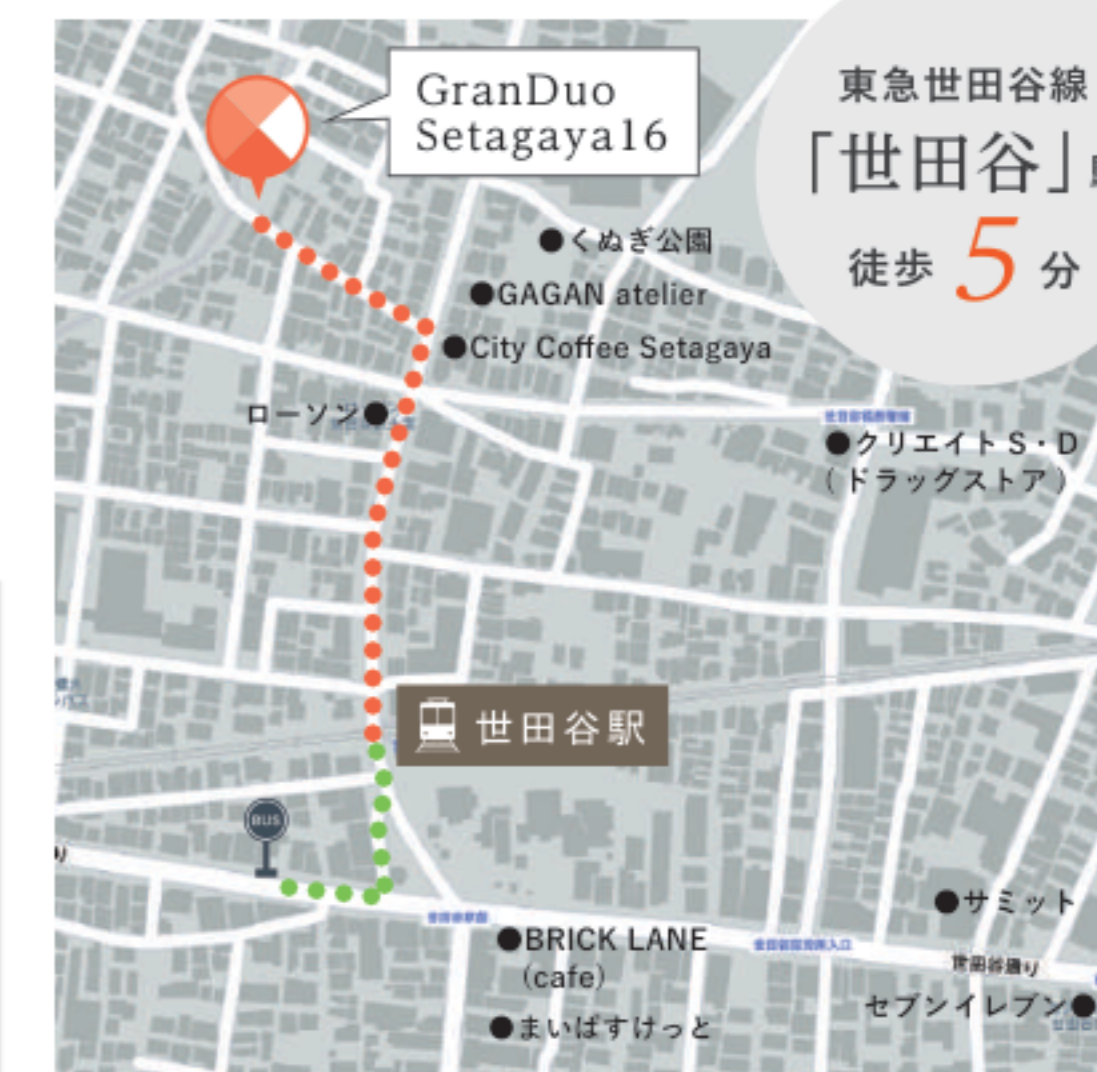 GranDuo
Setagaya16
東急世田谷線
「世田谷」
徒歩 5 分
●くぬぎ公園
●GAGAN atelier
●City Coffee Setagaya
ローソン●
●クリエイト S・D
(ドラッグストア)
世田谷駅
BUS
●サミット
●BRICK LANE
(cafe)
世田谷通り
セブンイレブン●
●まいばすけっと